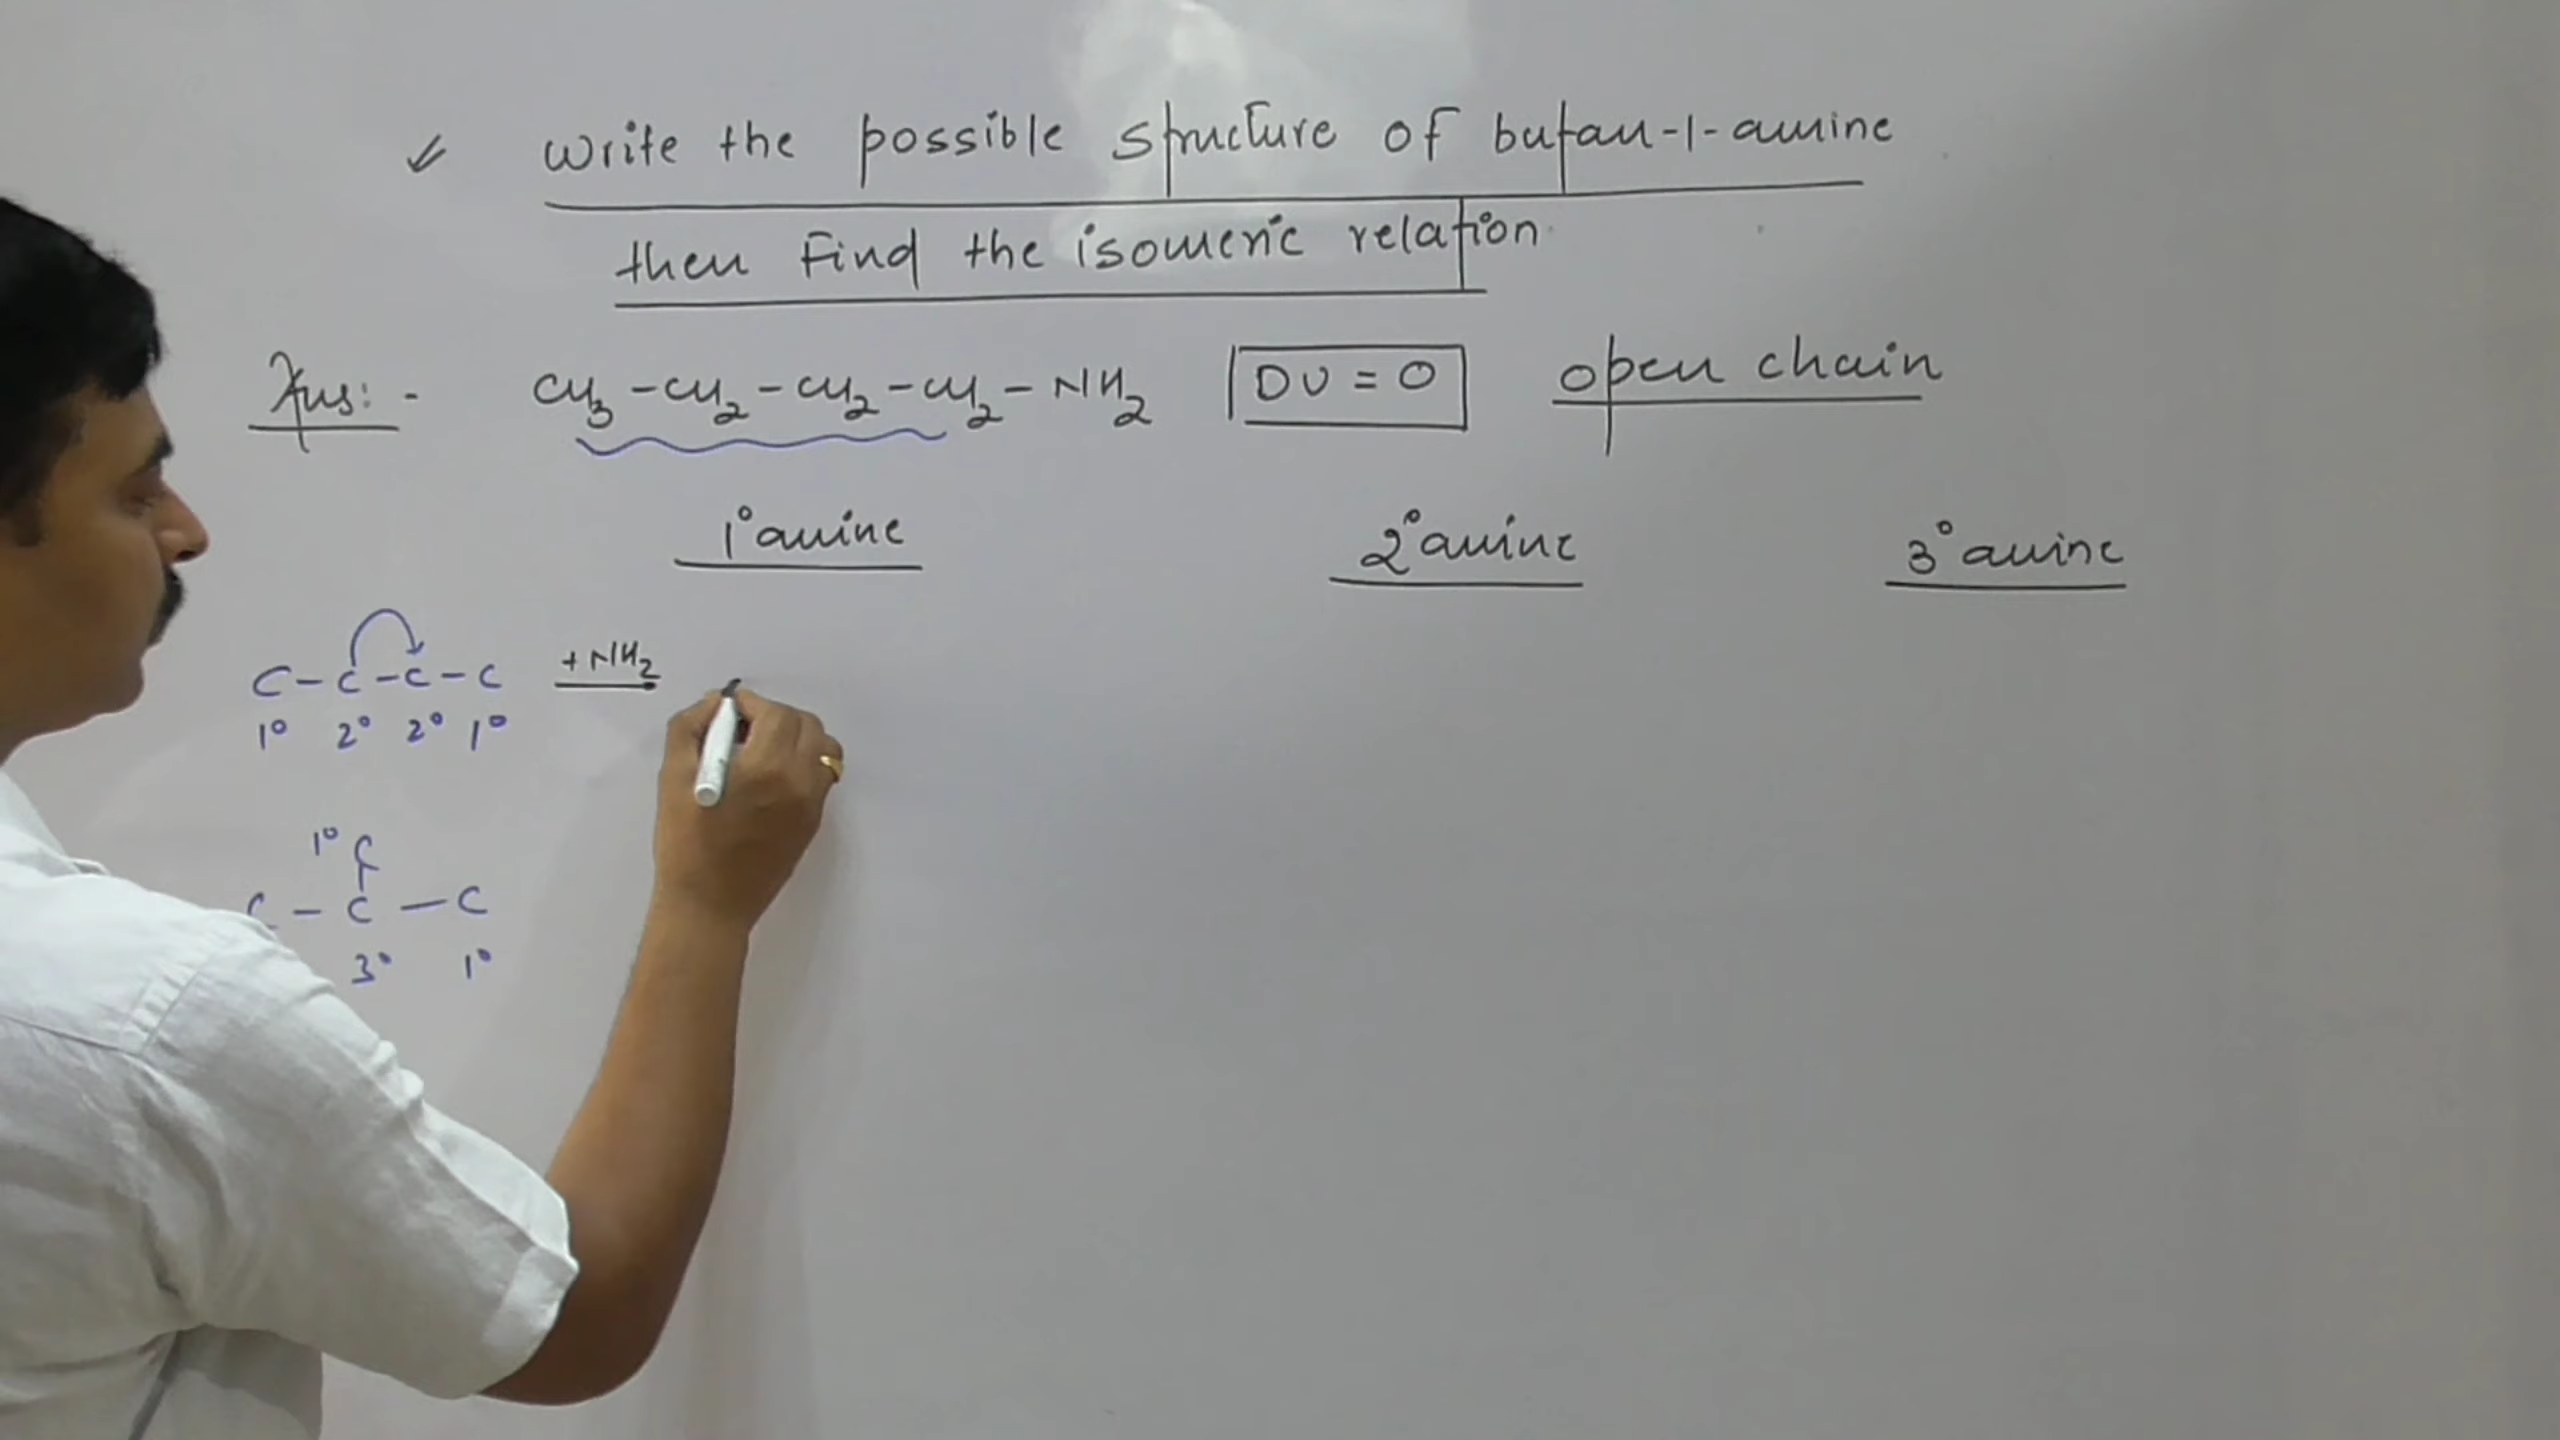 ✓ Write the possible structure of butan-1-amine
then Find the isomeric relation
Ans:- CH3-CH2-CH2-CH2-NH2 DU = 0 open chain
1° amine 2° amine 3° amine
C-C-C-C +NH2
1° 2° 2° 1°
1° C
C-C-C
3° 1°